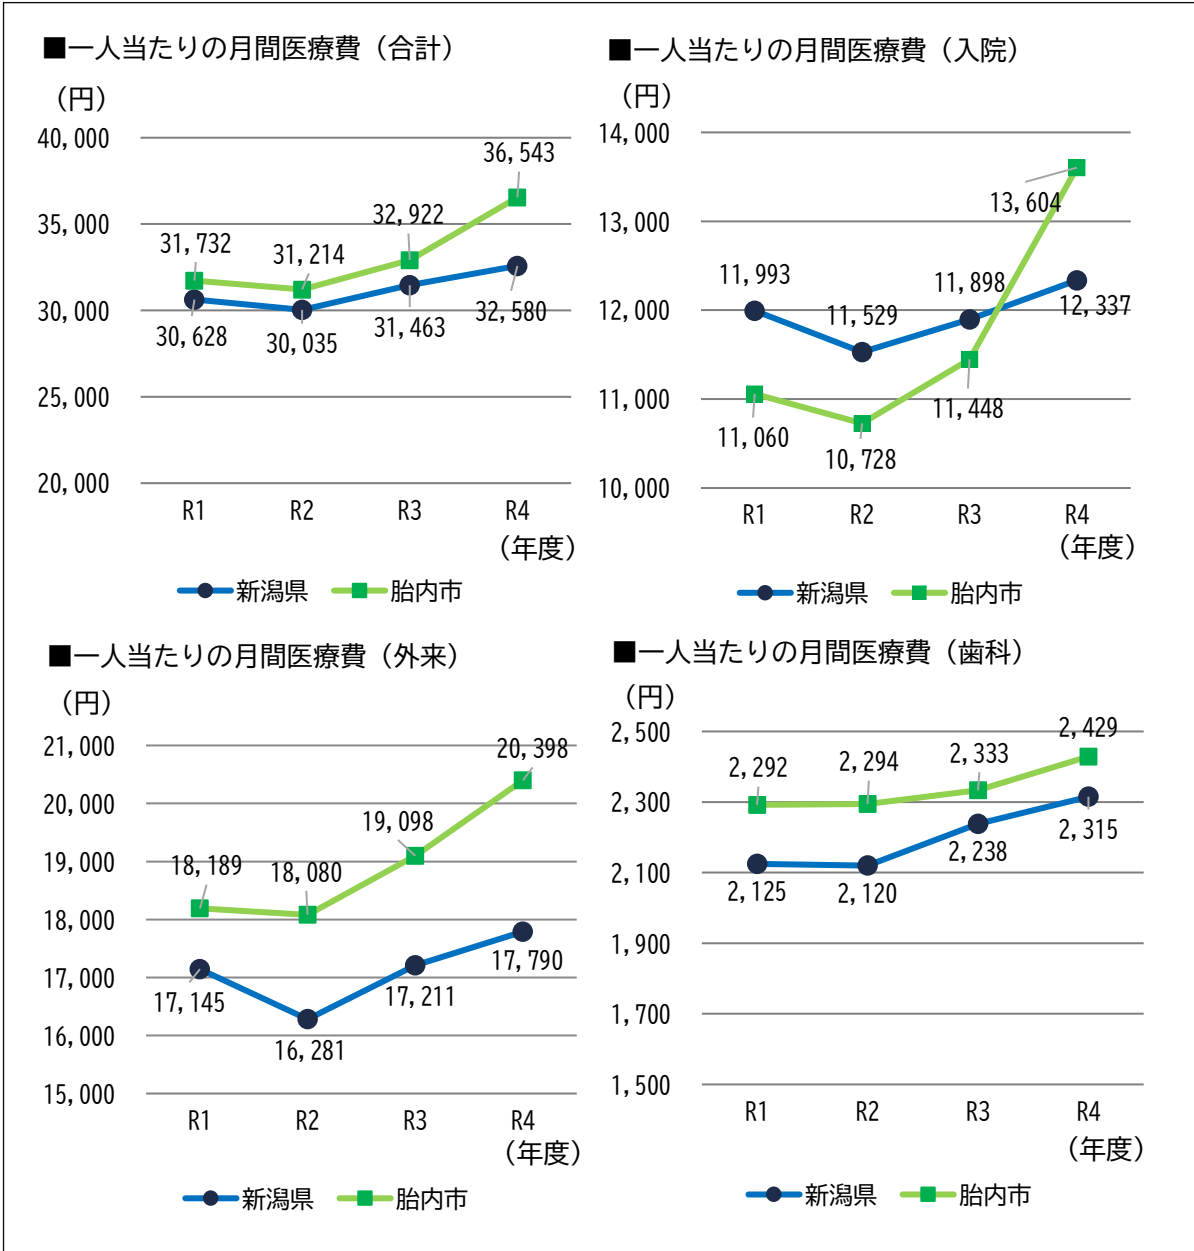 ■一人当たりの月間医療費（合計）
（円）
40,000
35,000
30,000
25,000
20,000
36,543
32,922
31,732
31,214
30,628
30,035
31,463
32,580
R1 R2 R3 R4
（年度）
新潟県 胎内市
■一人当たりの月間医療費（入院）
（円）
14,000
13,000
12,000
11,000
10,000
13,604
11,993
11,529
11,898
12,337
11,060
10,728
11,448
R1 R2 R3 R4
（年度）
新潟県 胎内市
■一人当たりの月間医療費（外来）
（円）
21,000
20,000
19,000
18,000
17,000
16,000
15,000
20,398
19,098
18,189
18,080
17,145
16,281
17,211
17,790
R1 R2 R3 R4
（年度）
新潟県 胎内市
■一人当たりの月間医療費（歯科）
（円）
2,500
2,300
2,100
1,900
1,700
1,500
2,429
2,292
2,294
2,333
2,125
2,120
2,238
2,315
R1 R2 R3 R4
（年度）
新潟県 胎内市